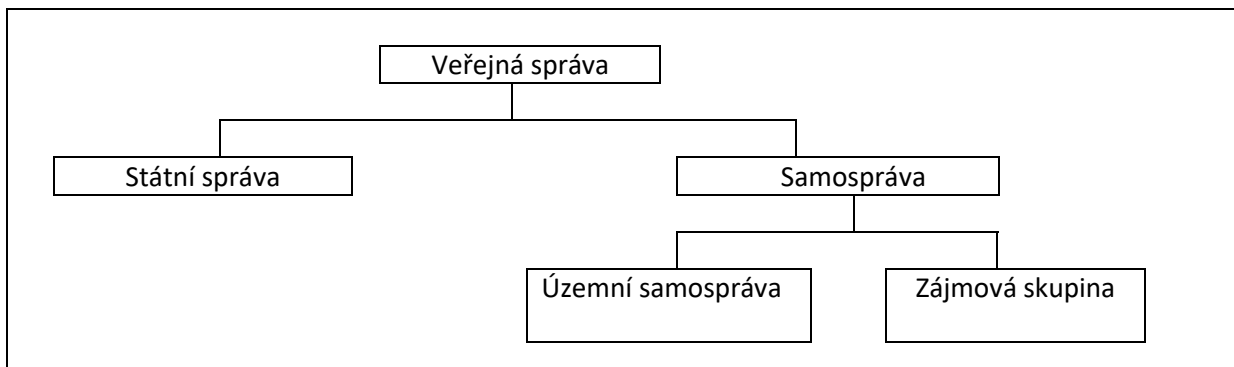 Veřejná správa
Státní správa
Samospráva
Územní samospráva
Zájmová skupina